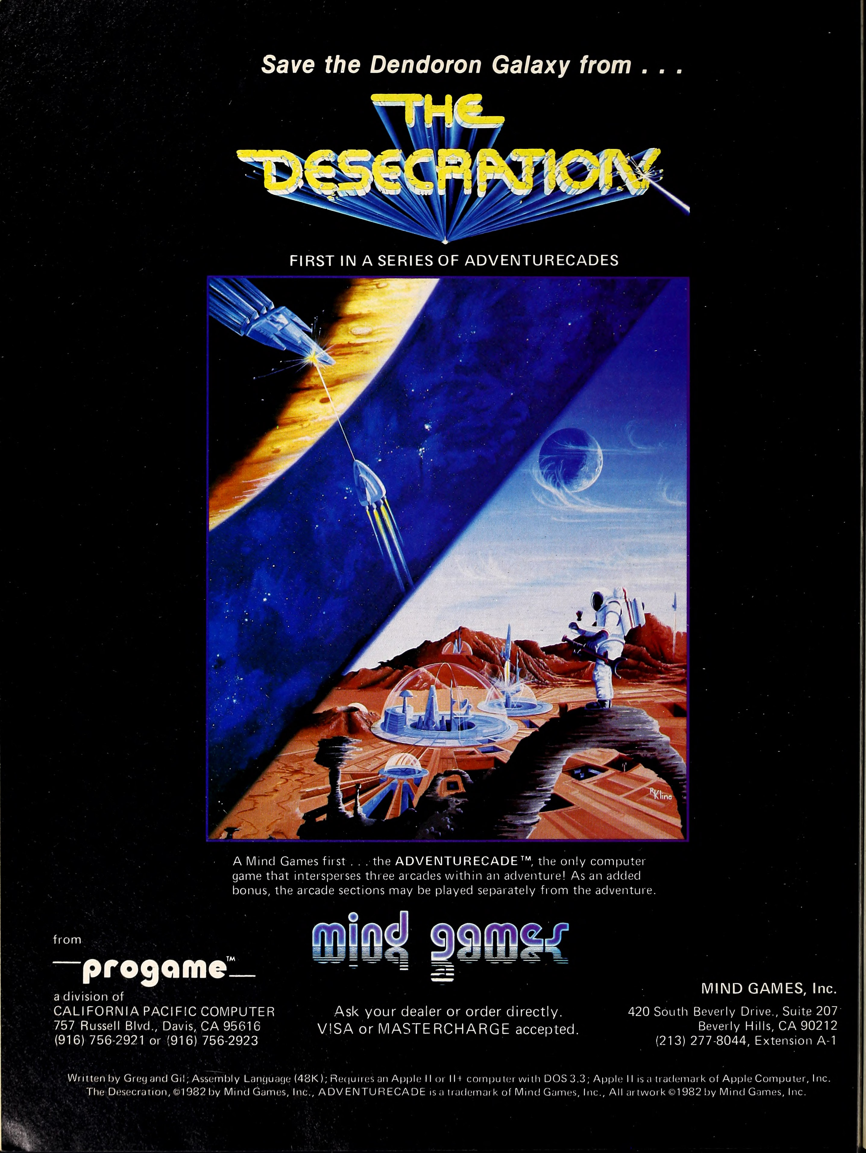 Save the Dendoron Galaxy from . . .
THE
DESECRATION
FIRST IN A SERIES OF ADVENTURECADES
Kline
A Mind Games first . . . the ADVENTURECADE™, the only computer
game that intersperses three arcades within an adventure! As an added
bonus, the arcade sections may be played separately from the adventure.
from
progame™
a division of
CALIFORNIA PACIFIC COMPUTER
757 Russell Blvd., Davis, CA 95616
(916) 756-2921 or (916) 756-2923
mind games
Ask your dealer or order directly.
VISA or MASTERCHARGE accepted.
MIND GAMES, Inc.
420 South Beverly Drive., Suite 207
Beverly Hills, CA 90212
(213) 277-8044, Extension A-1
Written by Greg and Gil; Assembly Language (48K); Requires an Apple II or II+ computer with DOS 3.3; Apple II is a trademark of Apple Computer, Inc.
The Desecration, ©1982 by Mind Games, Inc., ADVENTURECADE is a trademark of Mind Games, Inc., All artwork ©1982 by Mind Games, Inc.